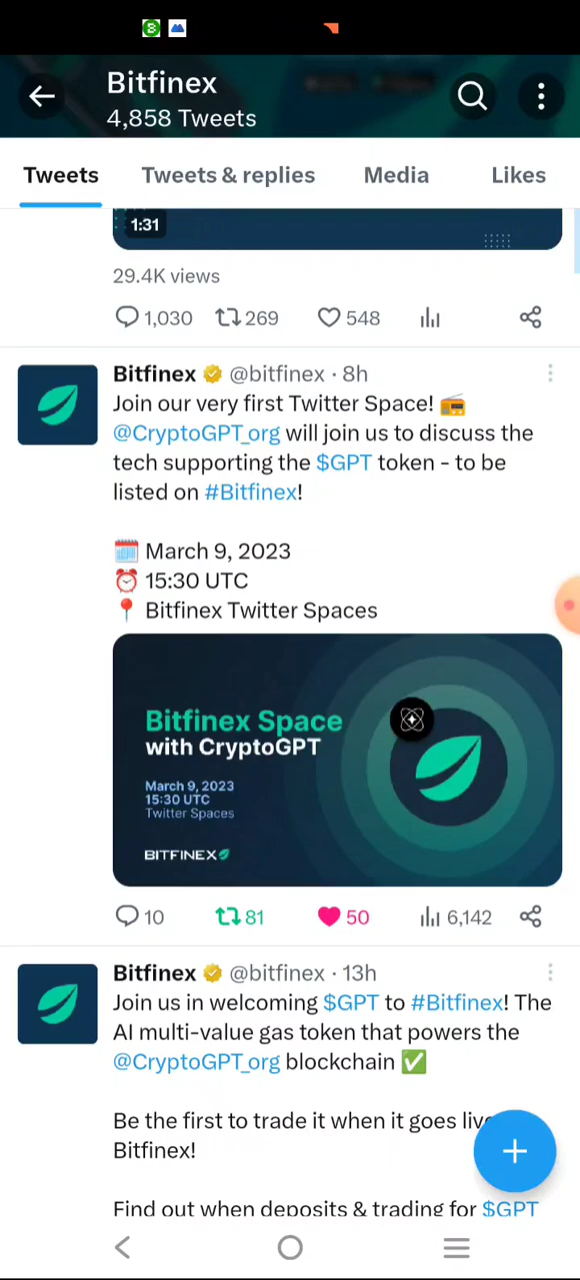 Bitfinex
4,858 Tweets
Tweets
Tweets & replies
Media
Likes
1:31
29.4K views
1,030
269
548
Bitfinex @bitfinex · 8h
Join our very first Twitter Space! 📻
@CryptoGPT_org will join us to discuss the
tech supporting the $GPT token - to be
listed on #Bitfinex!
🗓️ March 9, 2023
⏰ 15:30 UTC
📍 Bitfinex Twitter Spaces
Bitfinex Space
with CryptoGPT
March 9, 2023
15:30 UTC
Twitter Spaces
BITFINEX
10
81
50
6,142
Bitfinex @bitfinex · 13h
Join us in welcoming $GPT to #Bitfinex! The
AI multi-value gas token that powers the
@CryptoGPT_org blockchain ✅
Be the first to trade it when it goes live
Bitfinex!
Find out when deposits & trading for $GPT